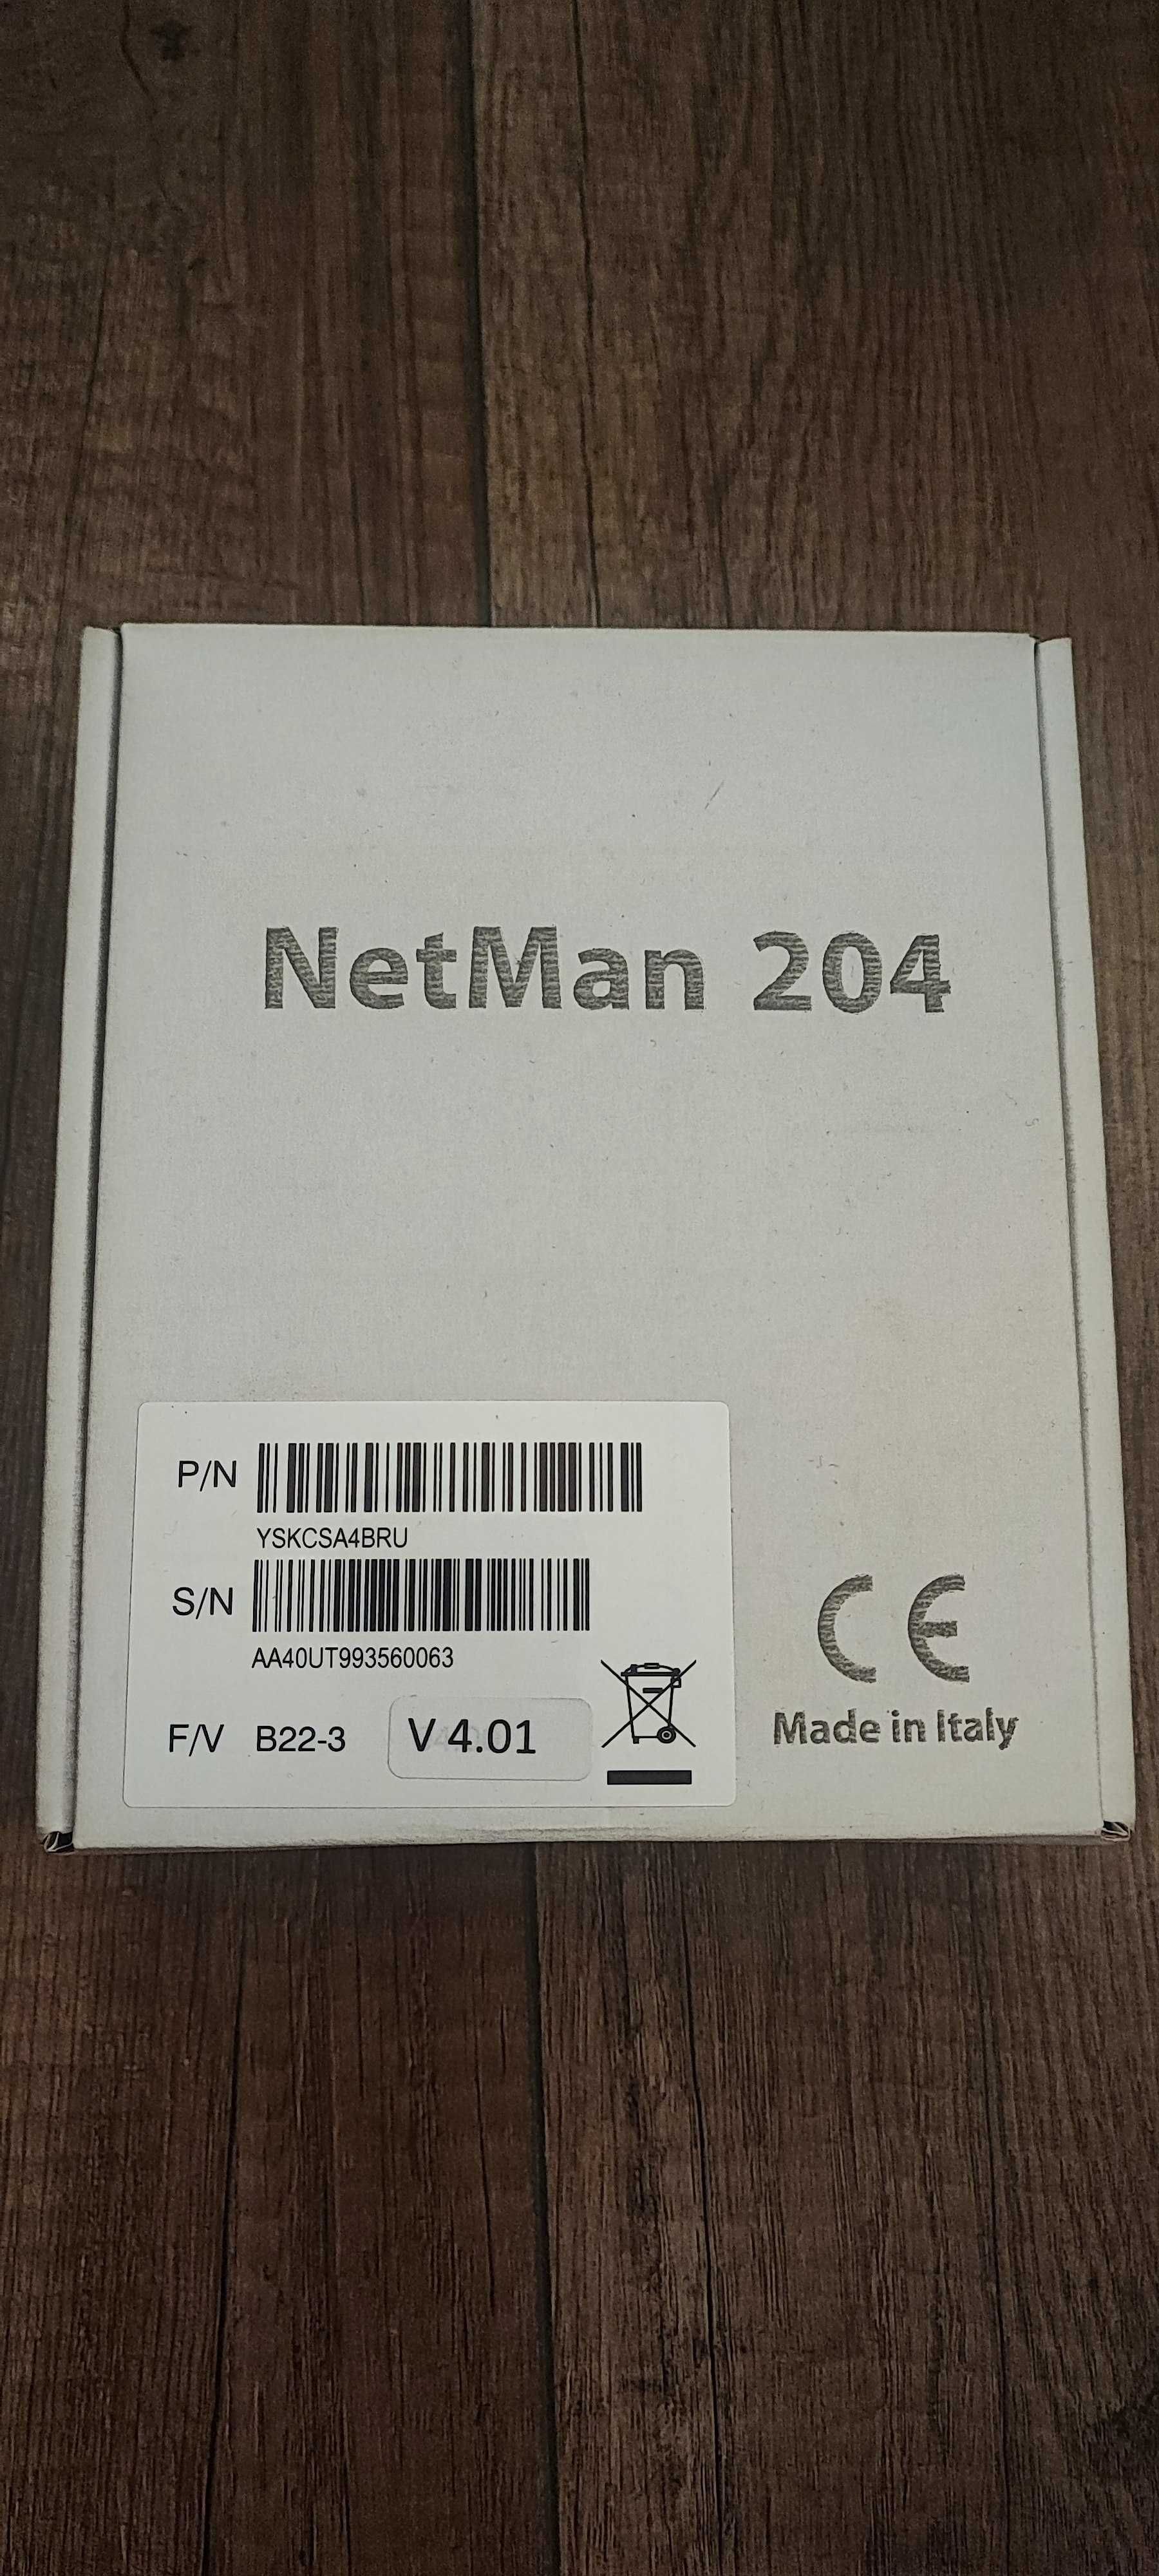 NetMan 204
P/N
YSKCSA4BRU
S/N
AA40UT993560063
F/V B22-3 V 4.01
CE
Made in Italy